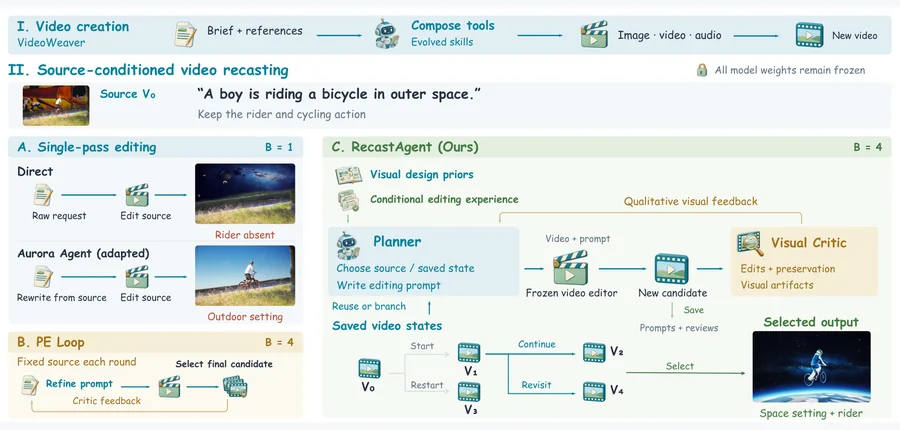 I. Video creation
VideoWeaver
Brief + references
Compose tools
Evolved skills
Image · video · audio
New video
II. Source-conditioned video recasting
All model weights remain frozen
Source V₀
“A boy is riding a bicycle in outer space.”
Keep the rider and cycling action
A. Single-pass editing
B = 1
Direct
Raw request
Edit source
Rider absent
Aurora Agent (adapted)
Rewrite from source
Edit source
Outdoor setting
B. PE Loop
B = 4
Fixed source each round
Select final candidate
Refine prompt
Critic feedback
C. RecastAgent (Ours)
B = 4
Visual design priors
Conditional editing experience
Qualitative visual feedback
Planner
Choose source / saved state
Write editing prompt
Video + prompt
Frozen video editor
New candidate
Visual Critic
Edits + preservation
Visual artifacts
Reuse or branch
Save
Prompts + reviews
Saved video states
Selected output
V₀
Start
V₁
Continue
V₂
Restart
V₃
Revisit
V₄
Select
Space setting + rider